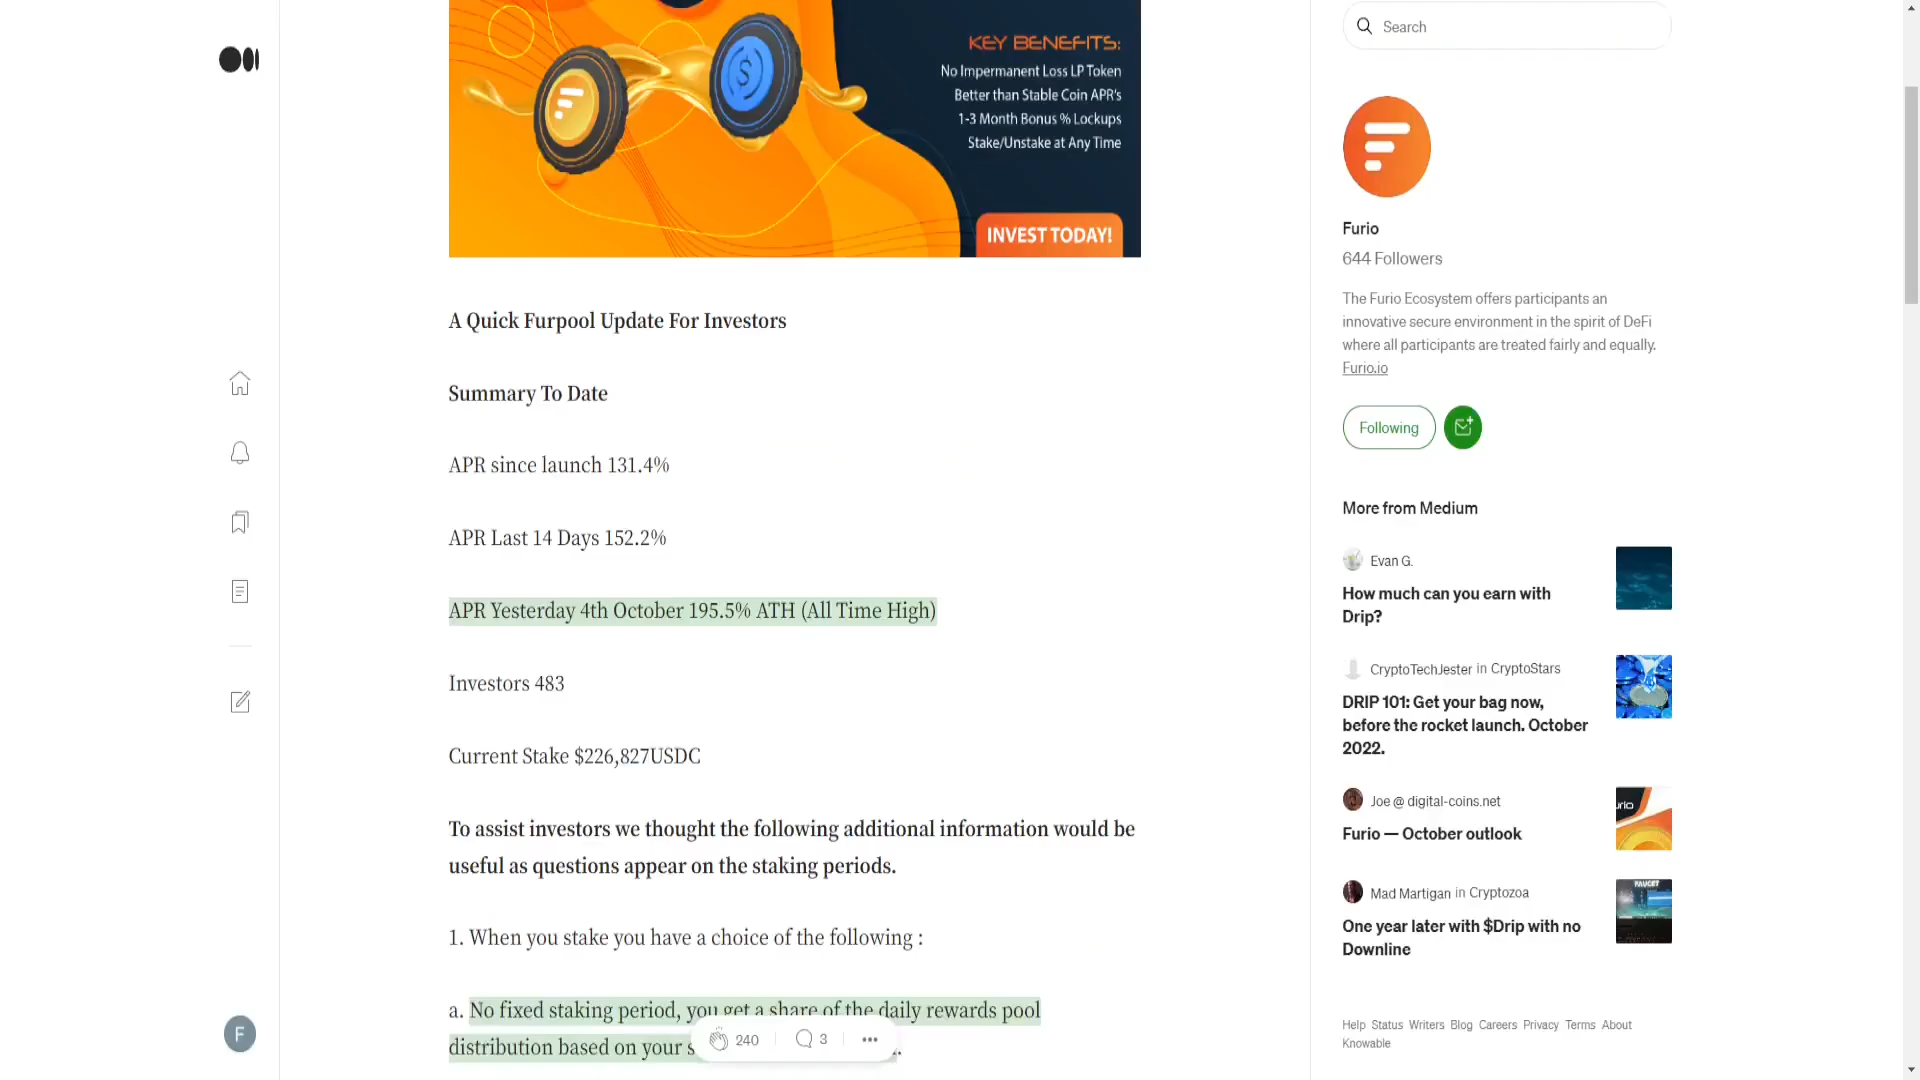 KEY BENEFITS:
No Impermanent Loss LP Token
Better than Stable Coin APR's
1-3 Month Bonus % Lockups
Stake/Unstake at Any Time
INVEST TODAY!
A Quick Furpool Update For Investors
Summary To Date
APR since launch 131.4%
APR Last 14 Days 152.2%
APR Yesterday 4th October 195.5% ATH (All Time High)
Investors 483
Current Stake $226,827USDC
To assist investors we thought the following additional information would be
useful as questions appear on the staking periods.
1. When you stake you have a choice of the following :
a. No fixed staking period, you get a share of the daily rewards pool
distribution based on your
240
3
F
Search
Furio
644 Followers
The Furio Ecosystem offers participants an
innovative secure environment in the spirit of DeFi
where all participants are treated fairly and equally.
Furio.io
Following
More from Medium
Evan G.
How much can you earn with
Drip?
CryptoTechJester in CryptoStars
DRIP 101: Get your bag now,
before the rocket launch. October
2022.
Joe @ digital-coins.net
Furio — October outlook
urio
Mad Martigan in Cryptozoa
One year later with $Drip with no
Downline
FAUCET
Help Status Writers Blog Careers Privacy Terms About
Knowable